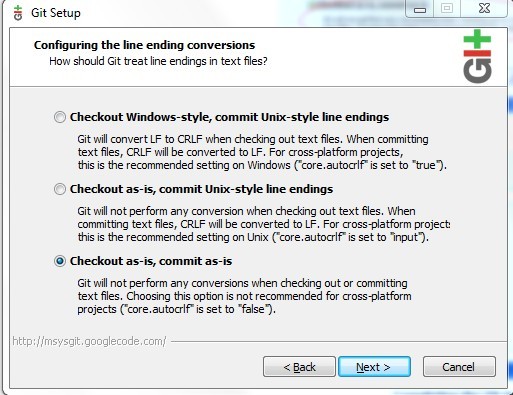 Git Setup
Configuring the line ending conversions
How should Git treat line endings in text files?
Checkout Windows-style, commit Unix-style line endings
Git will convert LF to CRLF when checking out text files. When committing
text files, CRLF will be converted to LF. For cross-platform projects,
this is the recommended setting on Windows ("core.autocrlf" is set to "true").
Checkout as-is, commit Unix-style line endings
Git will not perform any conversion when checking out text files. When
committing text files, CRLF will be converted to LF. For cross-platform project:
this is the recommended setting on Unix ("core.autocrlf" is set to "input").
Checkout as-is, commit as-is
Git will not perform any conversions when checking out or committing
text files. Choosing this option is not recommended for cross-platform
projects ("core.autocrlf" is set to "false").
http://msysgit.googlecode.com/
< Back
Next >
Cancel